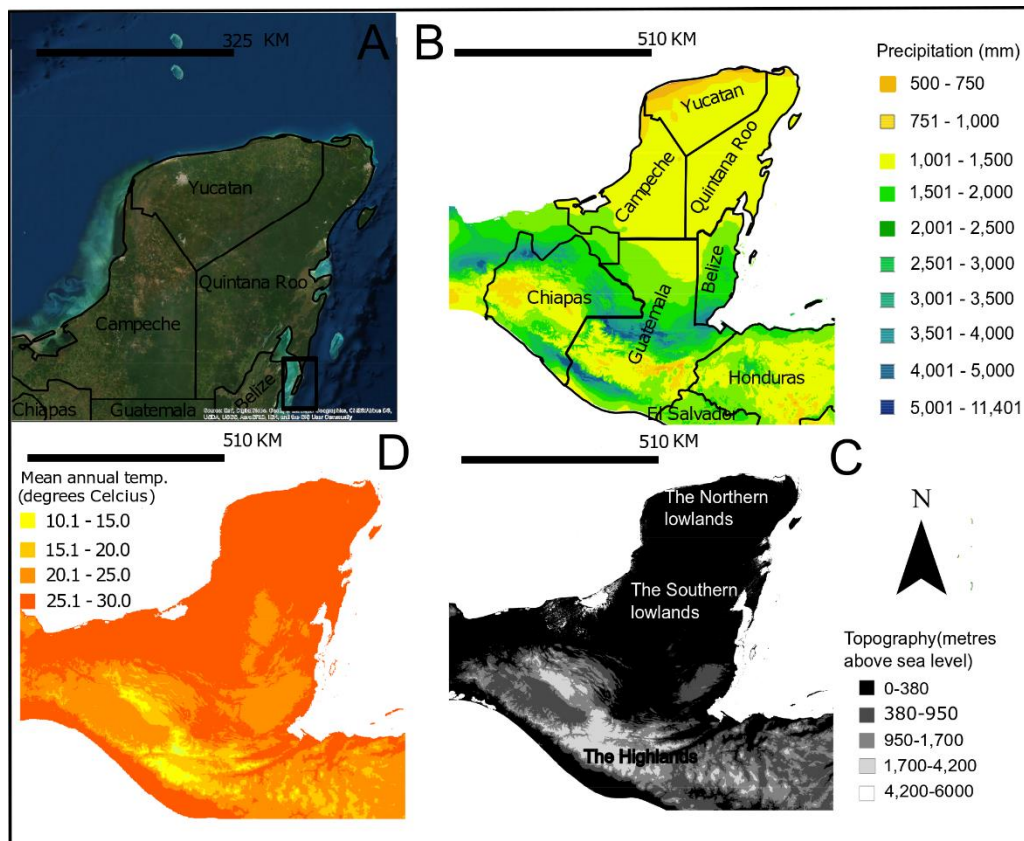 325 KM
A
Yucatan
Quintana Roo
Campeche
Belize
Chiapas
Guatemala
510 KM
B
Yucatan
Campeche
Quintana Roo
Belize
Chiapas
Guatemala
Honduras
El Salvador
Precipitation (mm)
500 - 750
751 - 1,000
1,001 - 1,500
1,501 - 2,000
2,001 - 2,500
2,501 - 3,000
3,001 - 3,500
3,501 - 4,000
4,001 - 5,000
5,001 - 11,401
510 KM
D
Mean annual temp.
(degrees Celcius)
10.1 - 15.0
15.1 - 20.0
20.1 - 25.0
25.1 - 30.0
510 KM
C
The Northern
lowlands
The Southern
lowlands
The Highlands
N
Topography(metres
above sea level)
0-380
380-950
950-1,700
1,700-4,200
4,200-6000